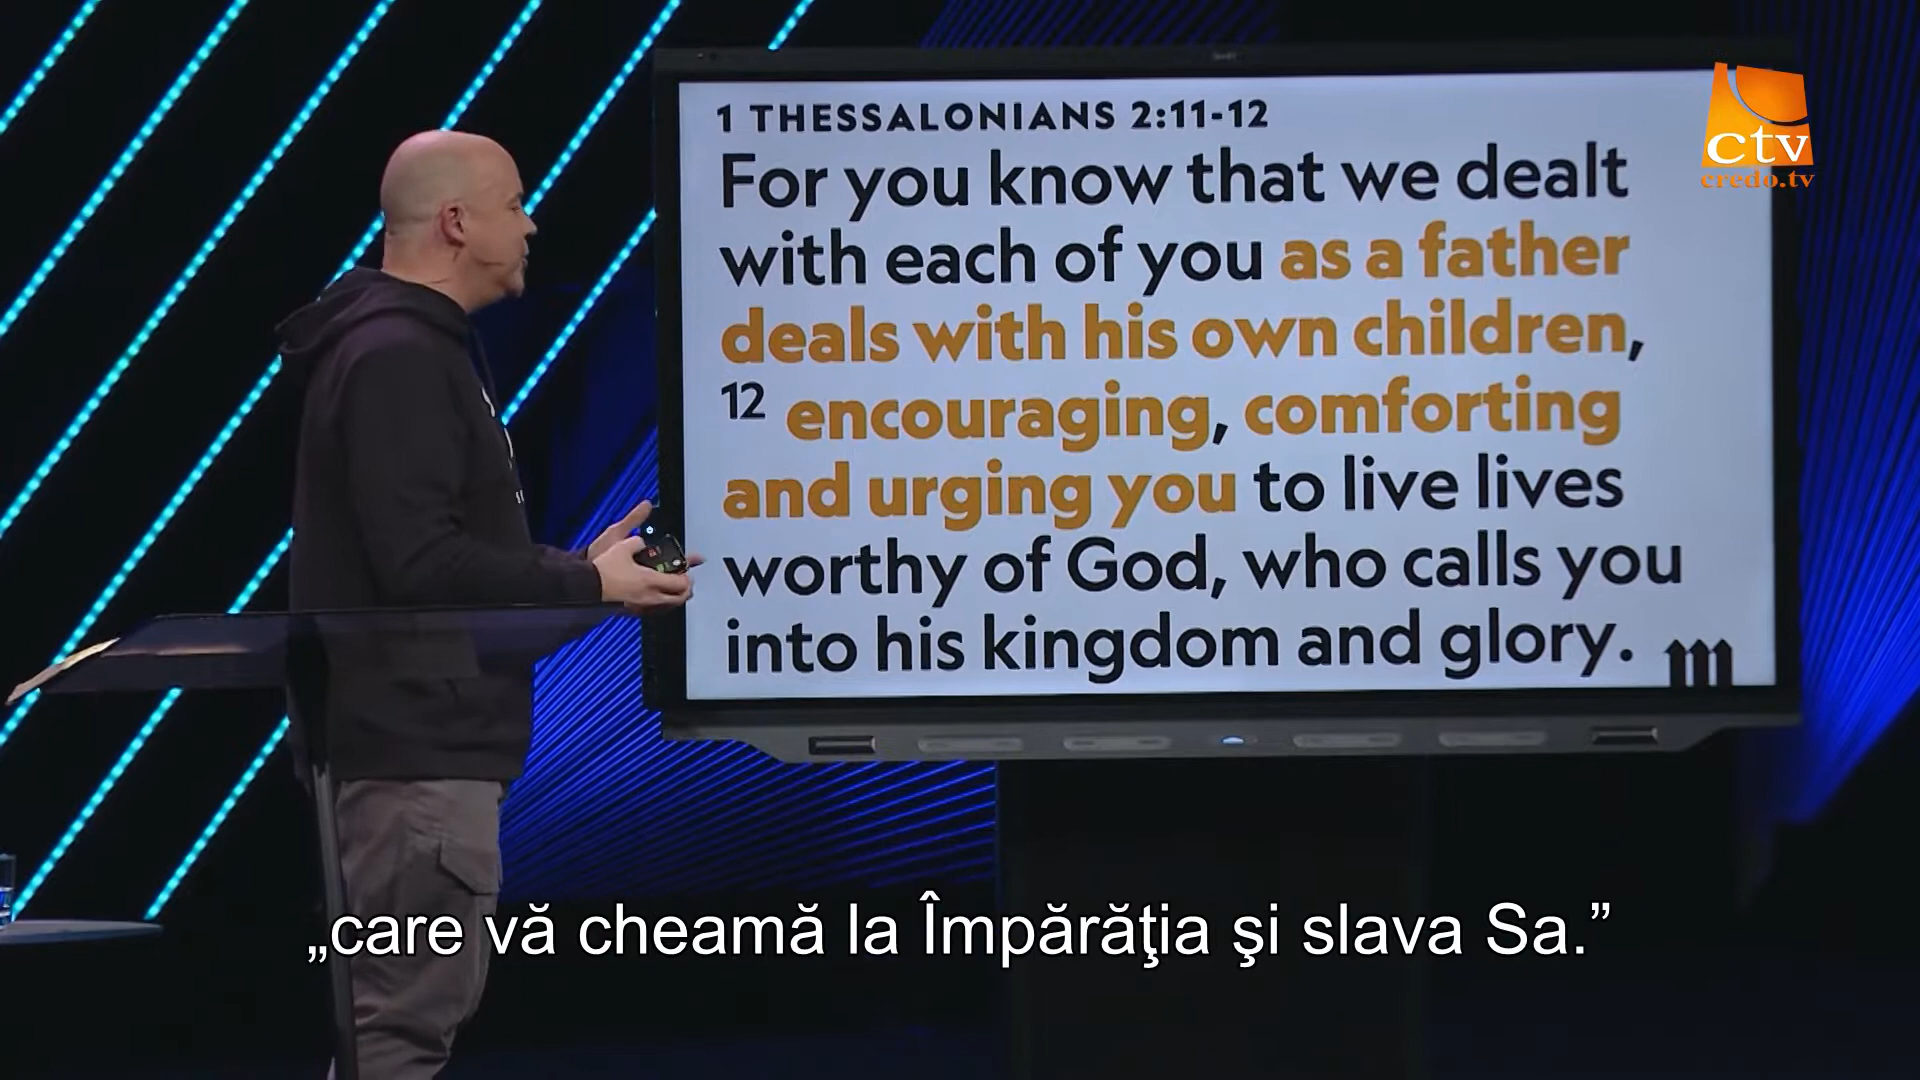 1 THESSALONIANS 2:11-12
For you know that we dealt
with each of you as a father
deals with his own children,
12 encouraging, comforting
and urging you to live lives
worthy of God, who calls you
into his kingdom and glory.
ctv
credo.tv
„care vă cheamă la Împărăţia şi slava Sa.”